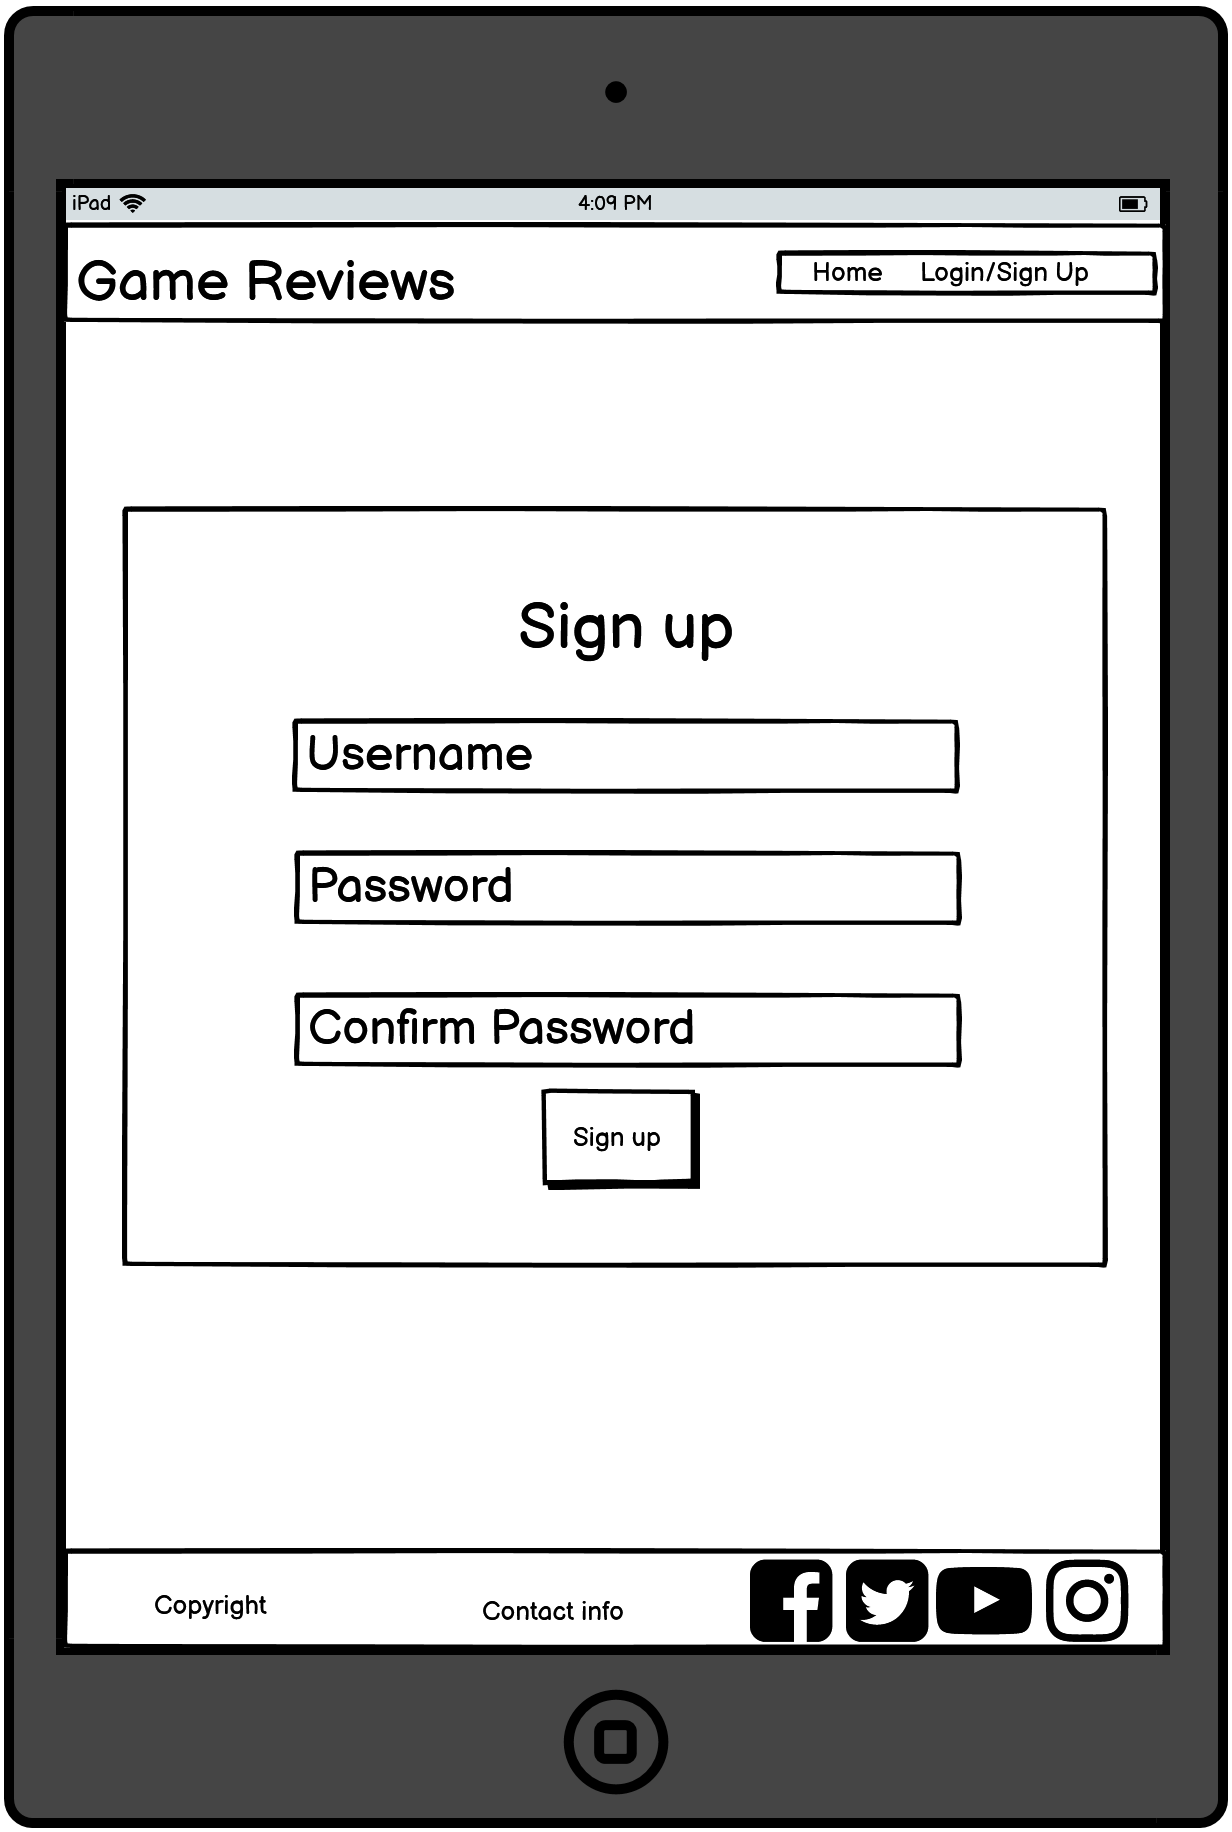 iPad 4:09 PM
Game Reviews
Home Login/Sign Up
Sign up
Username
Password
Confirm Password
Sign up
Copyright
Contact info